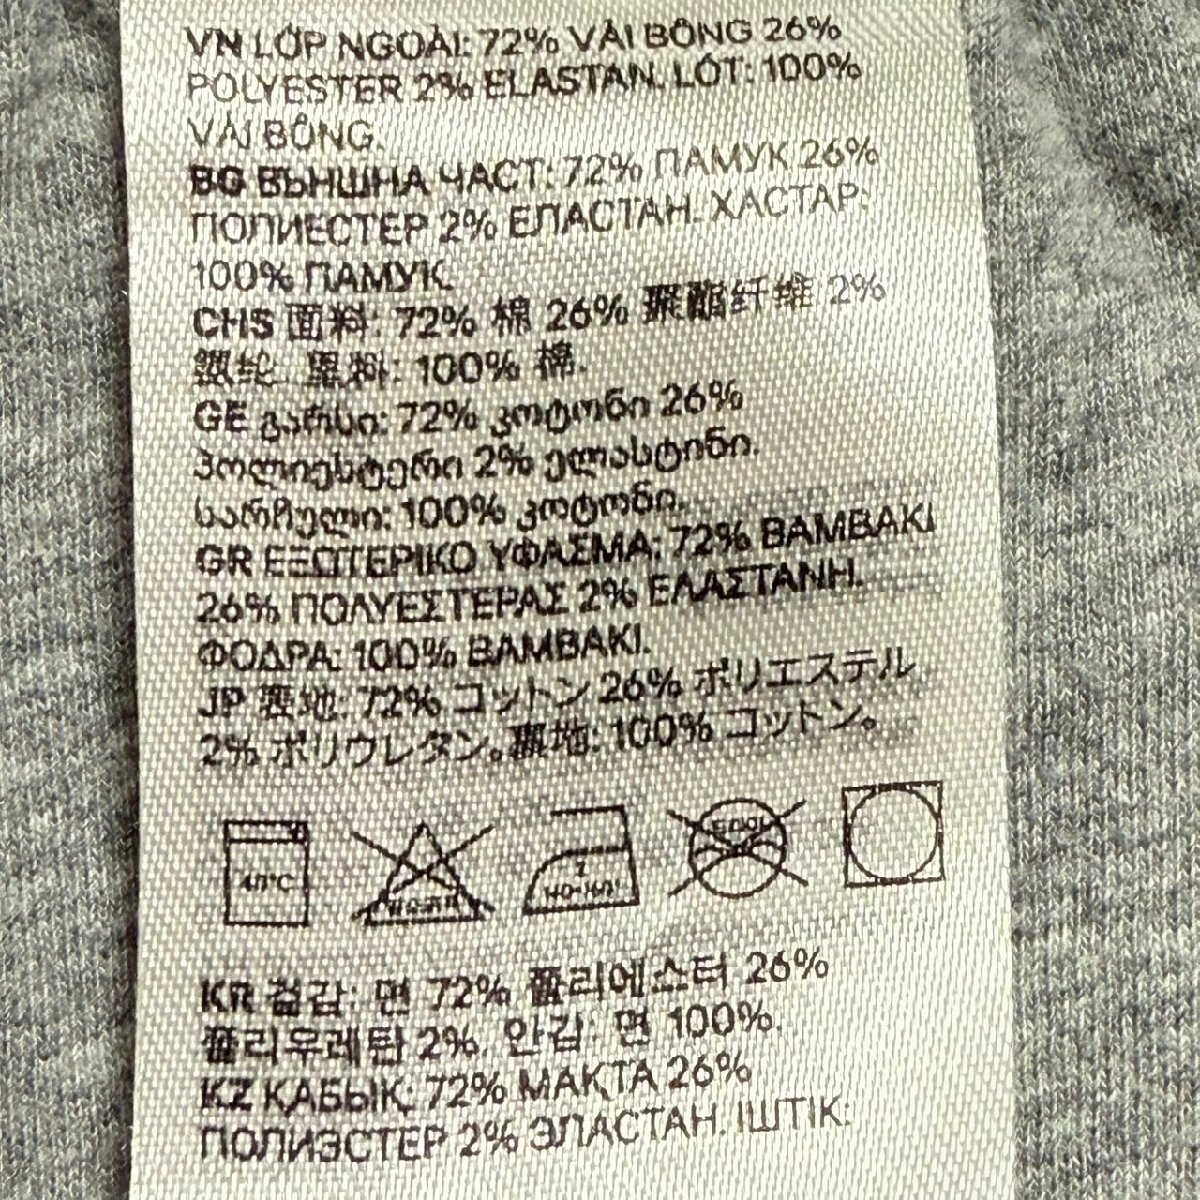 VN LỚP NGOÀI: 72% VẢI BÔNG 26%
POLYESTER 2% ELASTAN. LÓT: 100%
VẢI BÔNG.
BG ВЪНШНА ЧАСТ: 72% ПАМУК 26%
ПОЛИЕСТЕР 2% ЕЛАСТАН. ХАСТАР:
100% ПАМУК.
CHS 面料: 72% 棉 26% 聚酯纤维 2%
氨纶. 里料: 100% 棉.
GE გარსი: 72% კოტონი 26%
პოლიესტერი 2% ელასტინი.
სარჩული: 100% კოტონი.
GR ΕΞΩΤΕΡΙΚΟ ΥΦΑΣΜΑ: 72% ΒΑΜΒΑΚΙ
26% ΠΟΛΥΕΣΤΕΡΑΣ 2% ΕΛΑΣΤΑΝΗ.
ΦΟΔΡΑ: 100% ΒΑΜΒΑΚΙ.
JP 表地: 72% コットン 26% ポリエステル
2% ポリウレタン。裏地: 100% コットン。
40°C
KR 겉감: 면 72%, 폴리에스터 26%
폴리우레탄 2%, 안감: 면 100%.
KZ ҚАБЫҚ: 72% МАҚТА 26%
ПОЛИЭСТЕР 2% ЭЛАСТАН. ІШТІК: